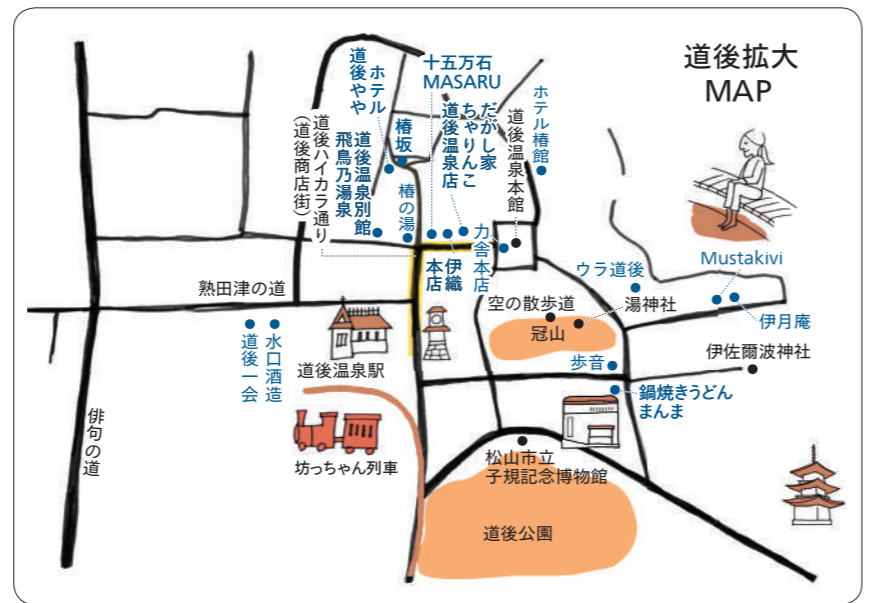 道後拡大
MAP
十五万石
MASARU
ホテル
道後やや
椿坂
道後温泉別館
飛鳥乃湯泉
道後ハイカラ通り
(道後商店街)
椿の湯
だがし家
ちゃりんこ
道後温泉店
道後温泉本館
ホテル椿館
伊織
本店
力舎本店
熟田津の道
ウラ道後
Mustakivi
空の散歩道
湯神社
伊月庵
冠山
伊佐爾波神社
歩音
水口酒造
道後一会
道後温泉駅
鍋焼きうどん
まんま
俳句の道
坊っちゃん列車
松山市立
子規記念博物館
道後公園